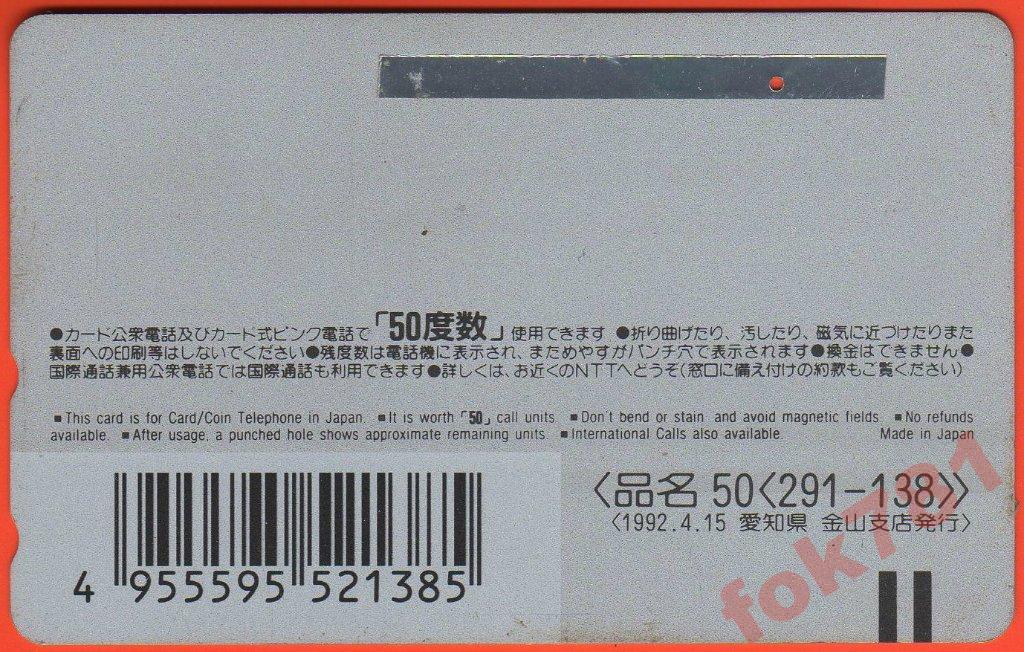 ●カード公衆電話及びカード式ピンク電話で「50度数」使用できます ●折り曲げたり、汚したり、磁気に近づけたりまた
裏面への印刷等はしないでください●残度数は電話機に表示され、まためやすがパンチ穴で表示されます●換金はできません●
国際通話兼用公衆電話では国際通話も利用できます●詳しくは、お近くのNTTへどうぞ(窓口に備え付けの約款もご覧ください)
■This card is for Card/Coin Telephone in Japan. ■It is worth「50」call units ■Don't bend or stain and avoid magnetic fields ■No refunds
available. ■After usage, a punched hole shows approximate remaining units ■International Calls also available. Made in Japan
〈品名 50〈291-138〉〉
〈1992.4.15 愛知県 金山支店発行〉
4 955595 521385
fok781